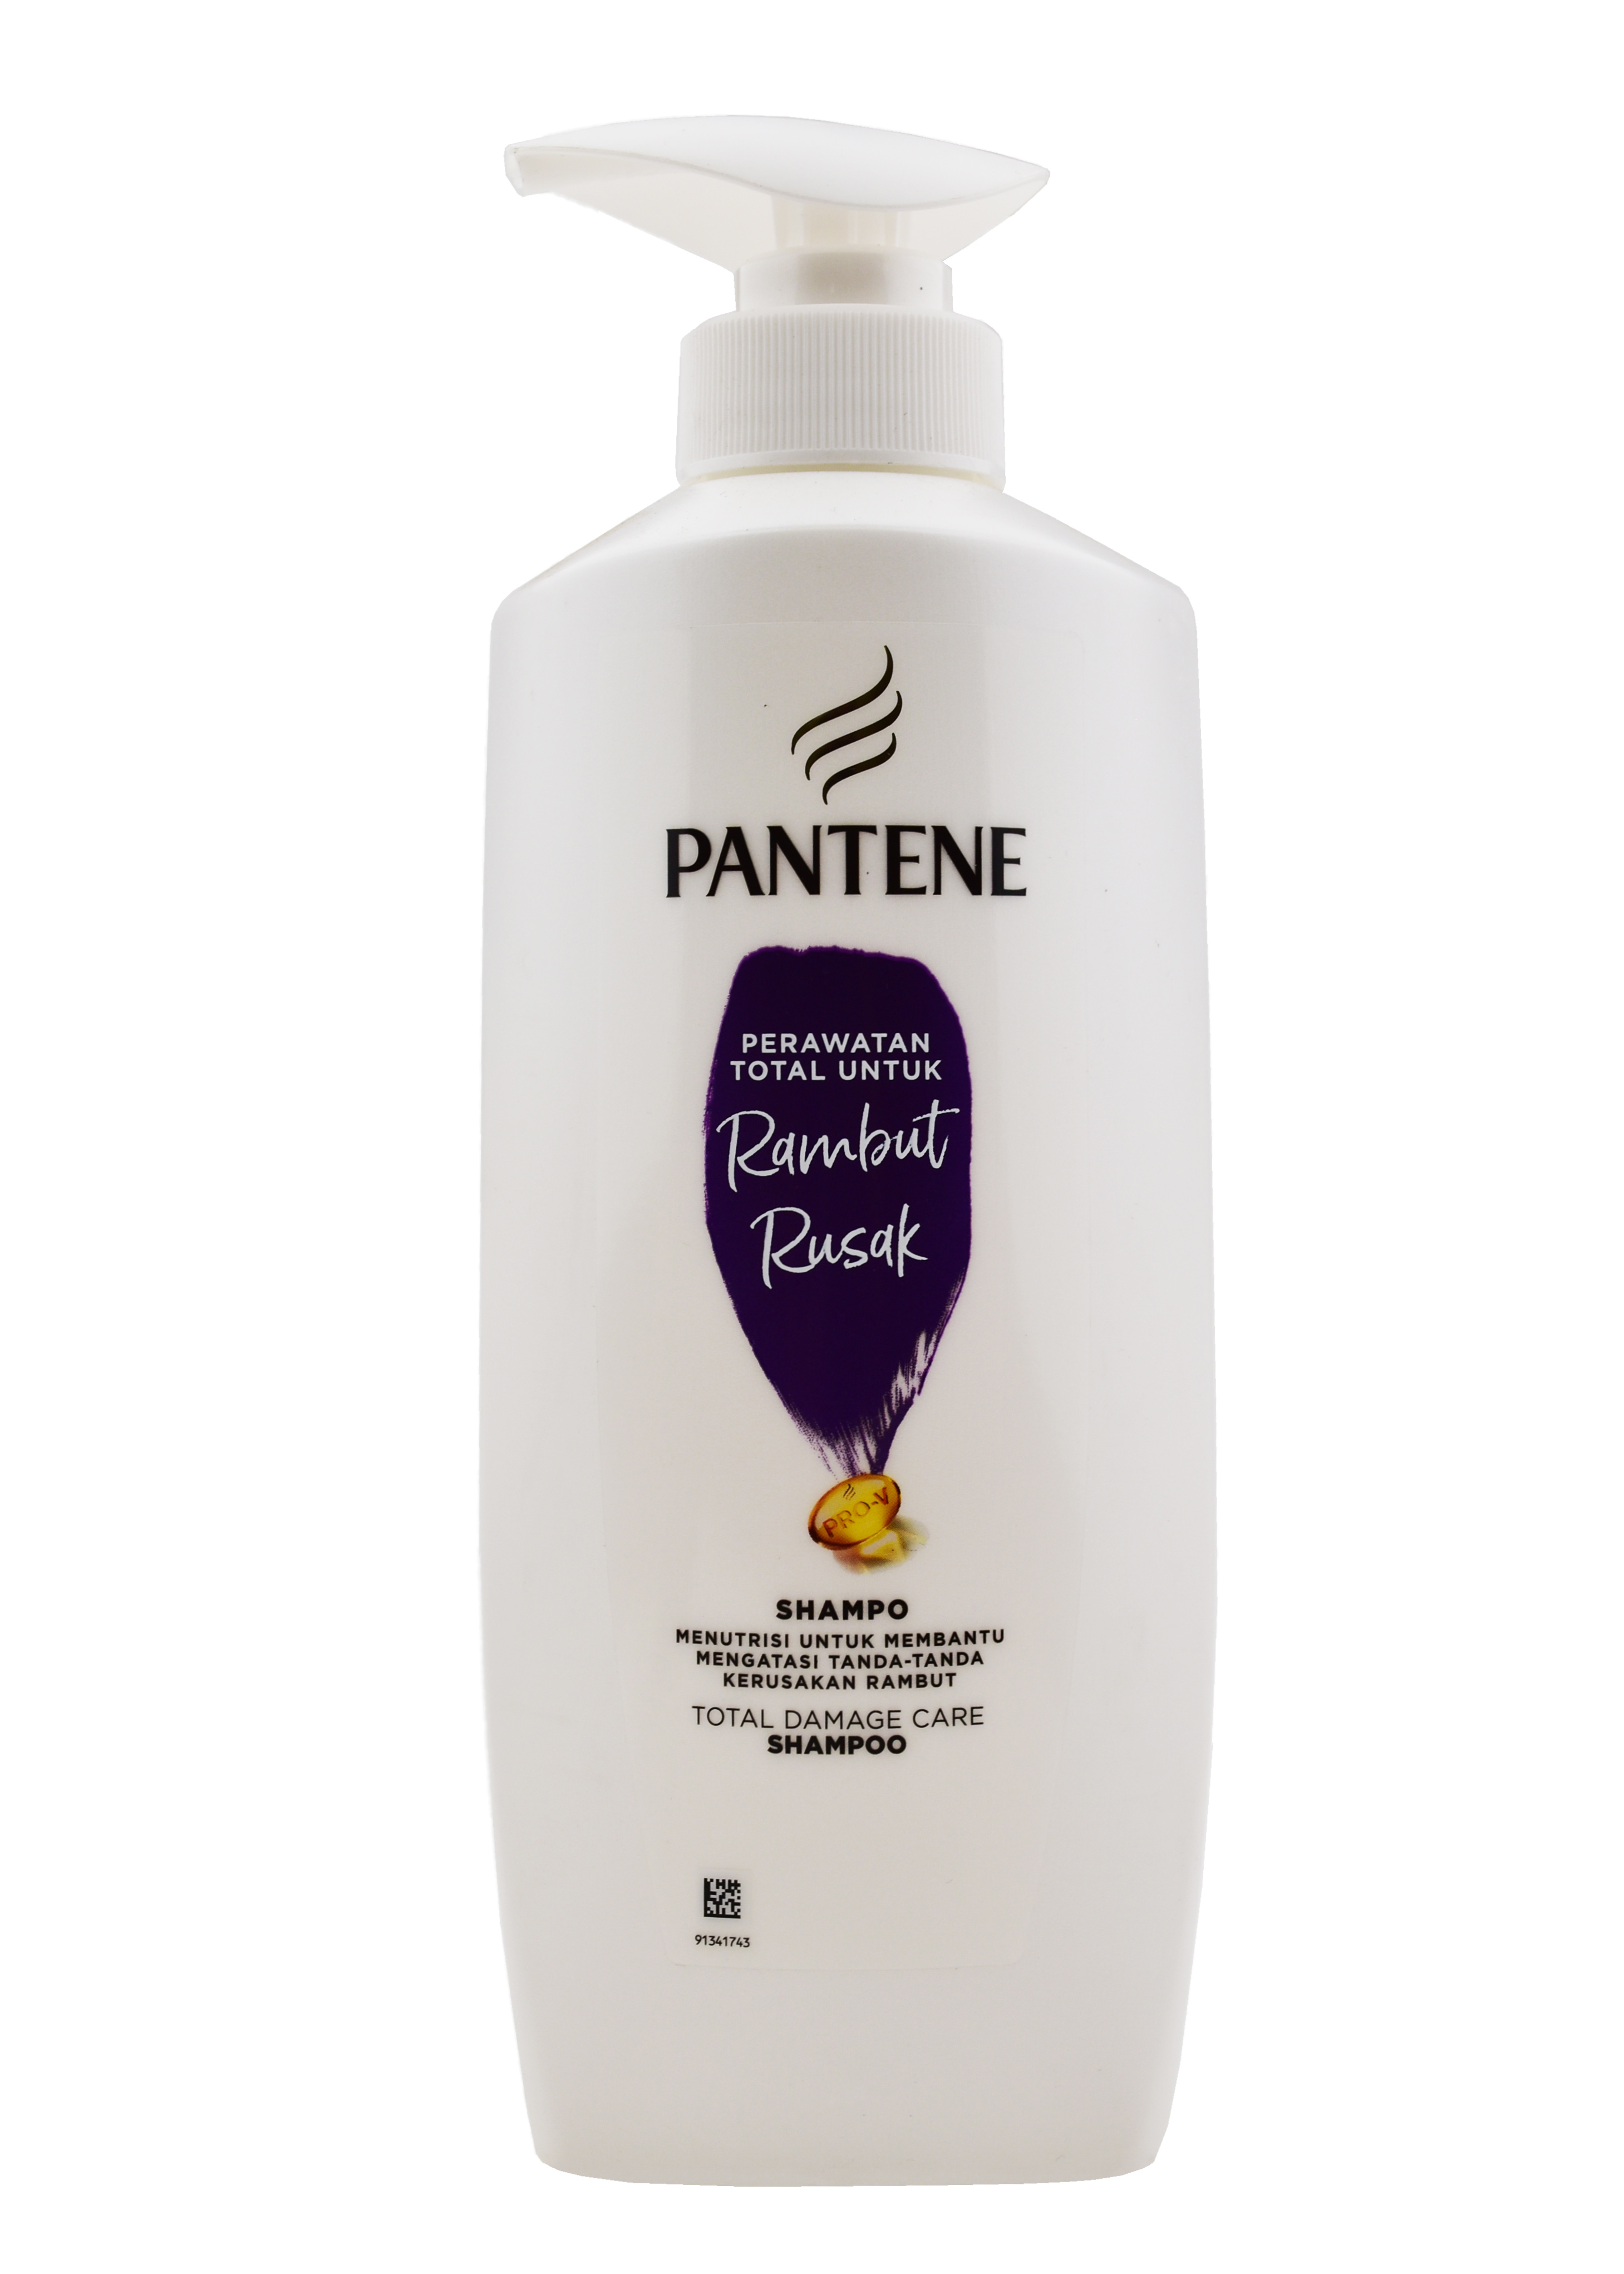 PANTENE
PERAWATAN
TOTAL UNTUK
Rambut
Rusak
PRO-V
SHAMPO
MENUTRISI UNTUK MEMBANTU
MENGATASI TANDA-TANDA
KERUSAKAN RAMBUT
TOTAL DAMAGE CARE
SHAMPOO
91341743